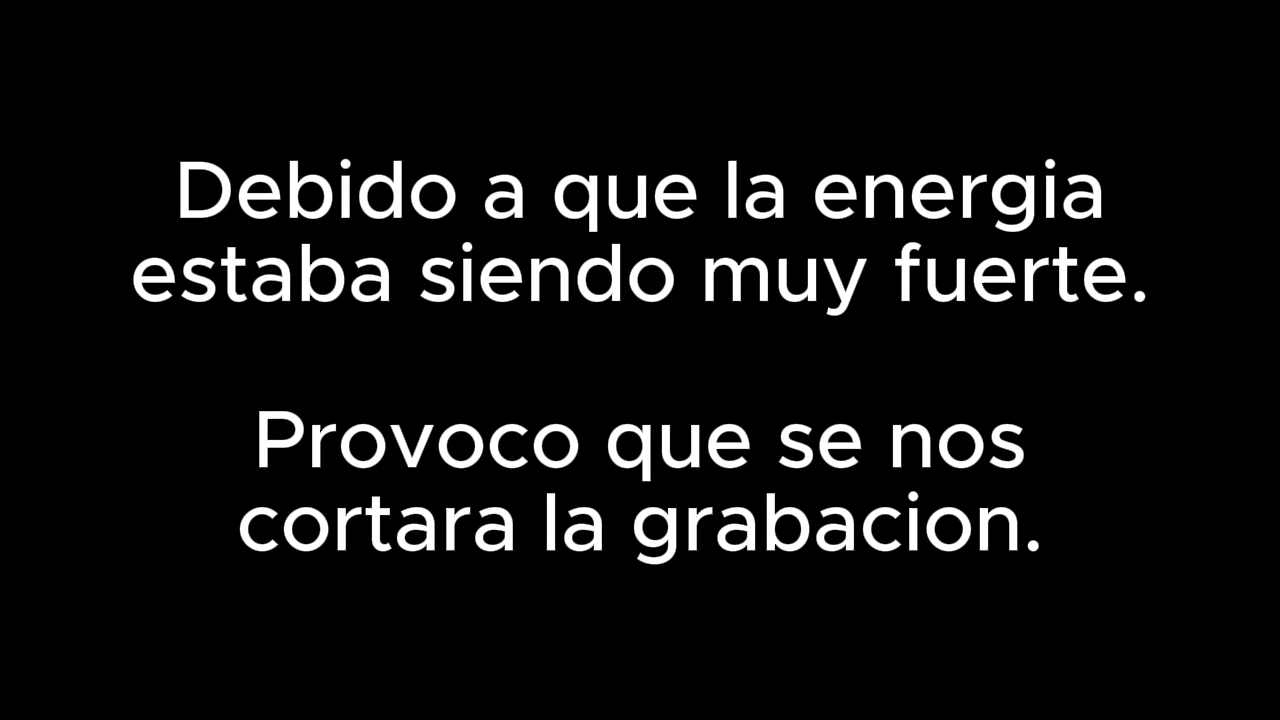 Debido a que la energia
estaba siendo muy fuerte.
Provoco que se nos
cortara la grabacion.